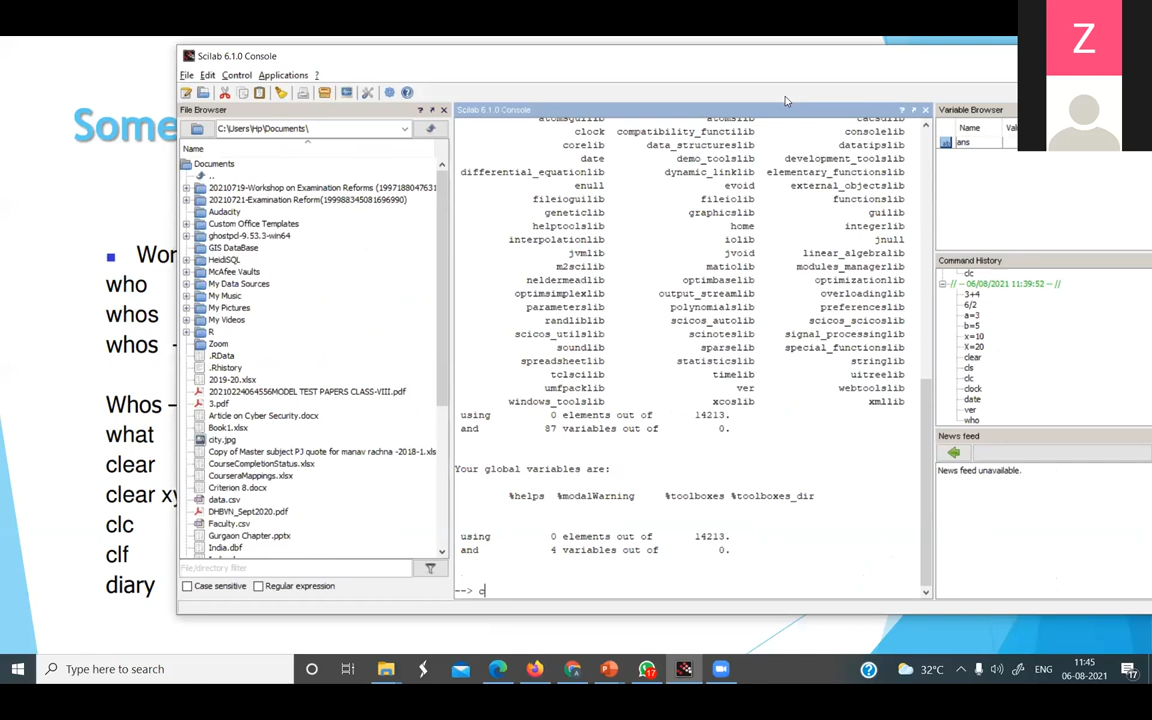 Z
Some
Wor
who
whos
whos -
Whos -
what
clear
clear xy
clc
clf
diary
Scilab 6.1.0 Console
File Edit Control Applications ?
File Browser ? ↗ ×
C:\Users\Hp\Documents\
Name
Documents
..
20210719-Workshop on Examination Reforms (1997188047631
20210721-Examination Reform(199988345081696990)
Audacity
Custom Office Templates
ghostpcl-9.53.3-win64
GIS DataBase
HeidiSQL
McAfee Vaults
My Data Sources
My Music
My Pictures
My Videos
R
Zoom
.RData
.Rhistory
2019-20.xlsx
20210224064556MODEL TEST PAPERS CLASS-VIII.pdf
3.pdf
Article on Cyber Security.docx
Book1.xlsx
city.jpg
Copy of Master subject PJ quote for manav rachna -2018-1.xls
CourseCompletionStatus.xlsx
CourseraMappings.xlsx
Criterion 8.docx
data.csv
DHBVN_Sept2020.pdf
Faculty.csv
Gurgaon Chapter.pptx
India.dbf
File/directory filter
Case sensitive Regular expression
Scilab 6.1.0 Console ? ↗ ×
atomsguilib atomslib cacsdlib
clock compatibility_functilib consolelib
corelib data_structureslib datatipslib
date demo_toolslib development_toolslib
differential_equationlib dynamic_linklib elementary_functionslib
enull evoid external_objectslib
fileioguilib fileiolib functionslib
geneticlib graphicslib guilib
helptoolslib home integerlib
interpolationlib iolib jnull
jvmlib jvoid linear_algebralib
m2scilib matiolib modules_managerlib
neldermeadlib optimbaselib optimizationlib
optimsimplexlib output_streamlib overloadinglib
parameterslib polynomialslib preferenceslib
randliblib scicos_autolib scicos_scicoslib
scicos_utilslib scinoteslib signal_processinglib
soundlib sparselib special_functionslib
spreadsheetlib statisticslib stringlib
tclscilib timelib uitreelib
umfpacklib ver webtoolslib
windows_toolslib xcoslib xmllib
using 0 elements out of 14213.
and 87 variables out of 0.
Your global variables are:
%helps %modalWarning %toolboxes %toolboxes_dir
using 0 elements out of 14213.
and 4 variables out of 0.
--> c
Variable Browser
Name Val
ans
Command History
clc
// -- 06/08/2021 11:39:52 -- //
3+4
6/2
a=3
b=5
x=10
X=20
clear
cls
clc
clock
date
ver
who
News feed
News feed unavailable.
Type here to search
17
32°C
ENG
11:45
06-08-2021
17